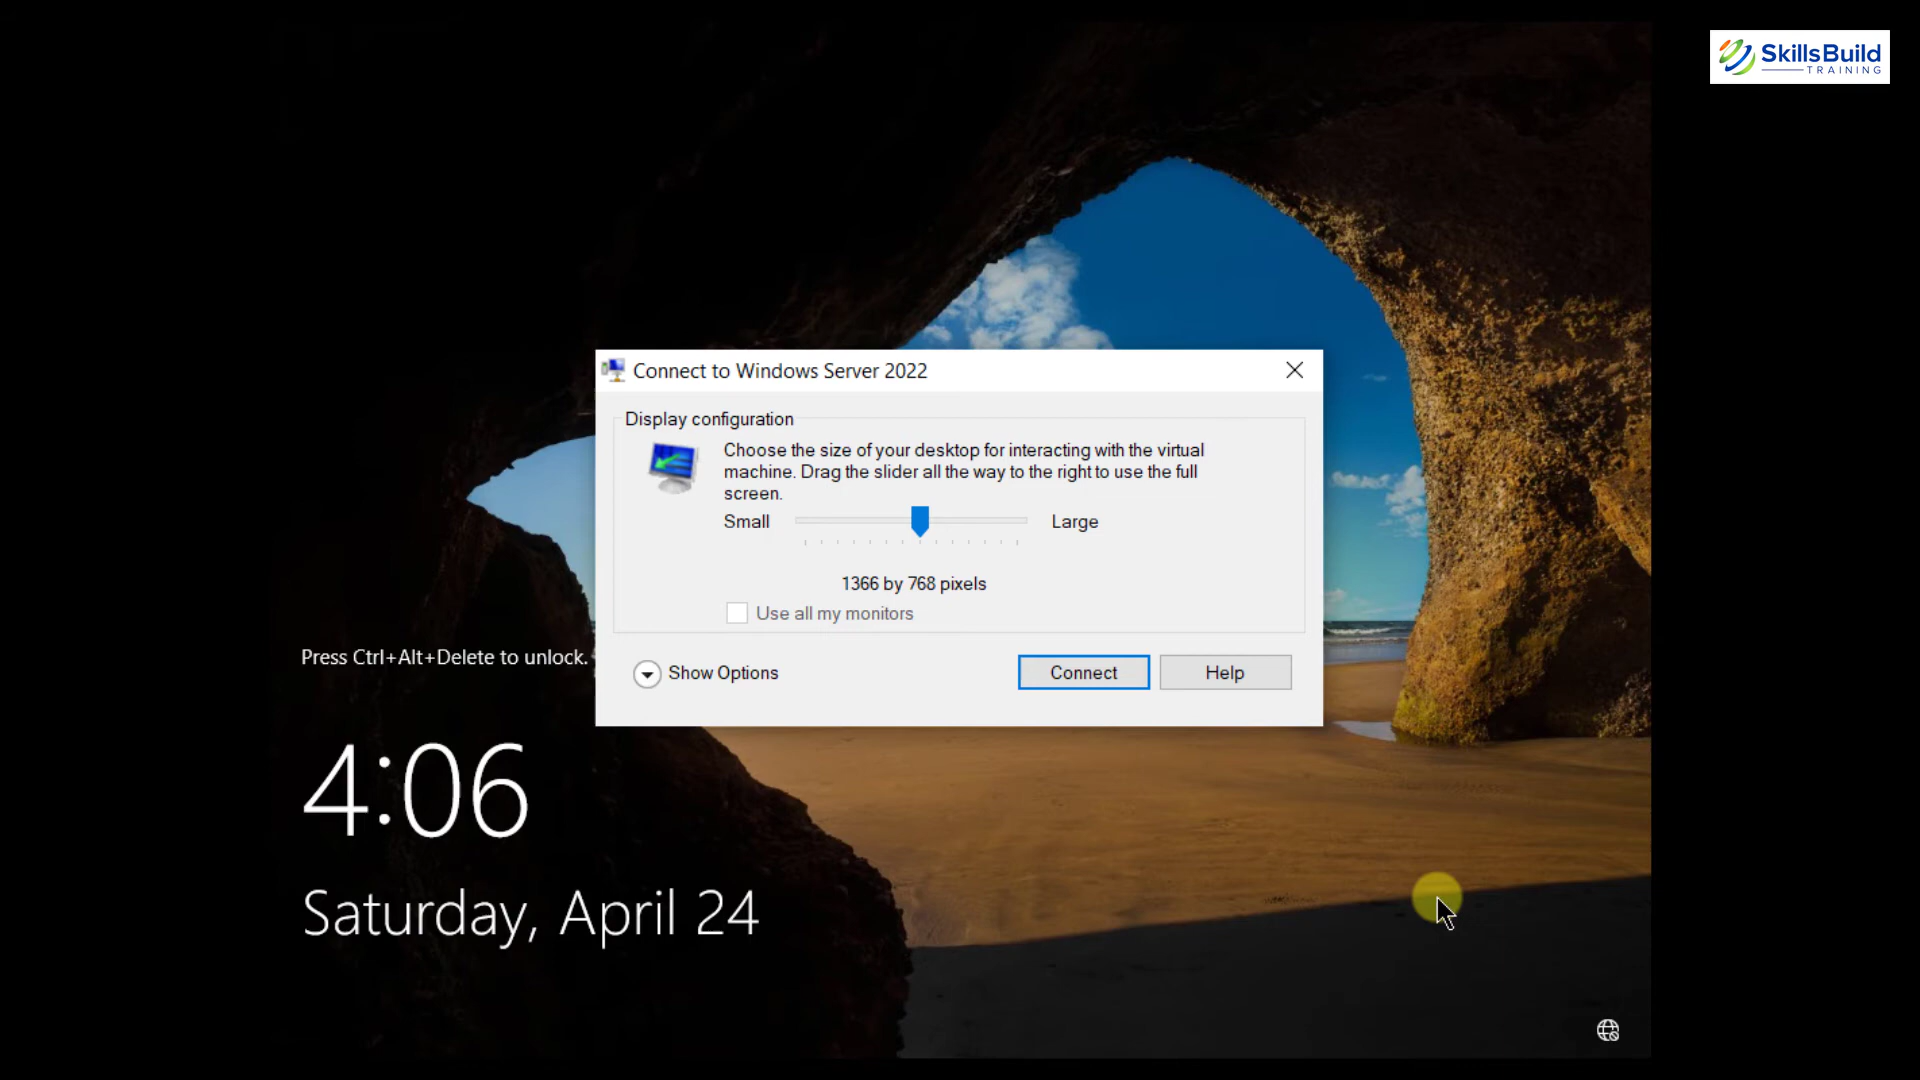 SkillsBuild
TRAINING
Connect to Windows Server 2022
Display configuration
Choose the size of your desktop for interacting with the virtual
machine. Drag the slider all the way to the right to use the full
screen.
Small Large
1366 by 768 pixels
Use all my monitors
Press Ctrl+Alt+Delete to unlock.
Show Options Connect Help
4:06
Saturday, April 24